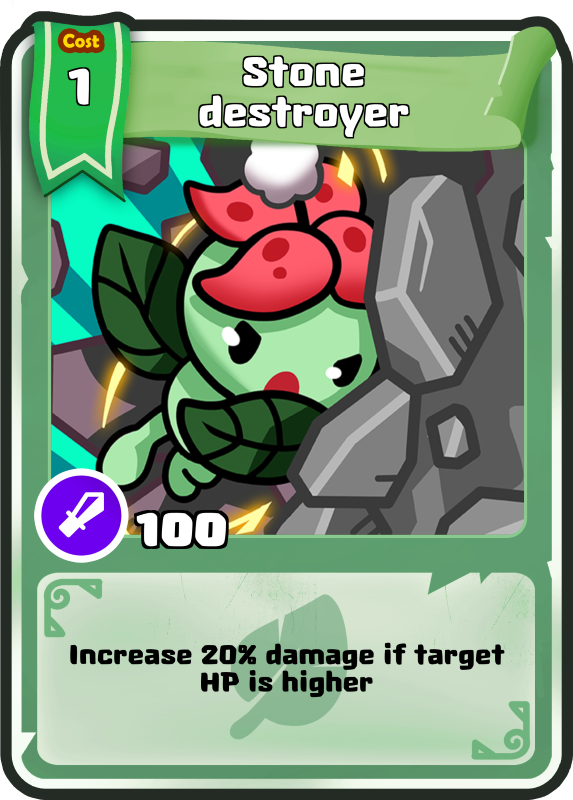 Cost
1
Stone
destroyer
100
Increase 20% damage if target
HP is higher